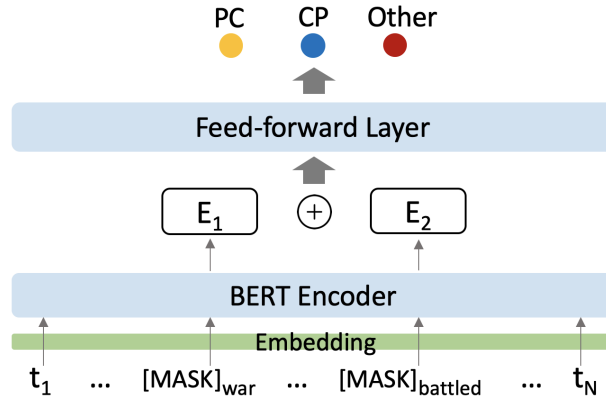 PC CP Other
Feed-forward Layer
E₁ + E₂
BERT Encoder
Embedding
t₁ ... [MASK]war ... [MASK]battled ... tN